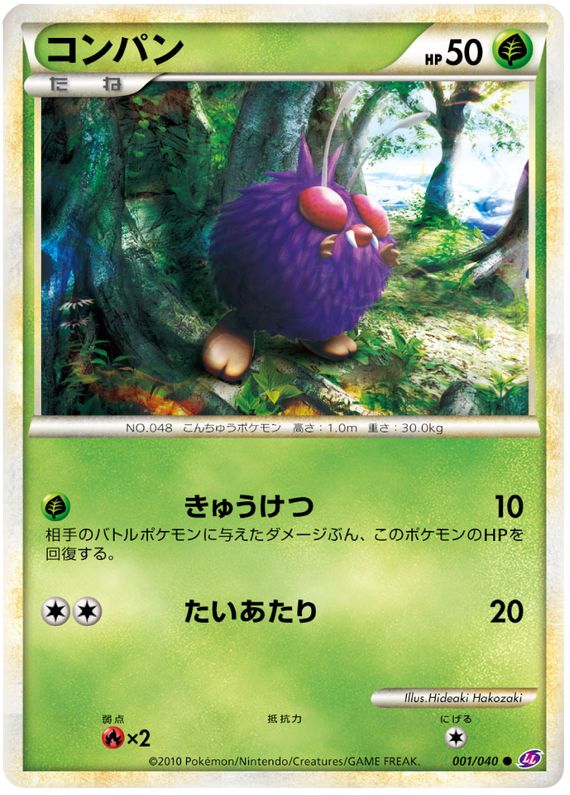 コンパン HP50
たね
NO.048 こんちゅうポケモン 高さ:1.0m 重さ:30.0kg
きゅうけつ 10
相手のバトルポケモンに与えたダメージぶん、このポケモンのHPを
回復する。
たいあたり 20
Illus.Hideaki Hakozaki
弱点 抵抗力 にげる
×2
©2010 Pokémon/Nintendo/Creatures/GAME FREAK. 001/040 LL